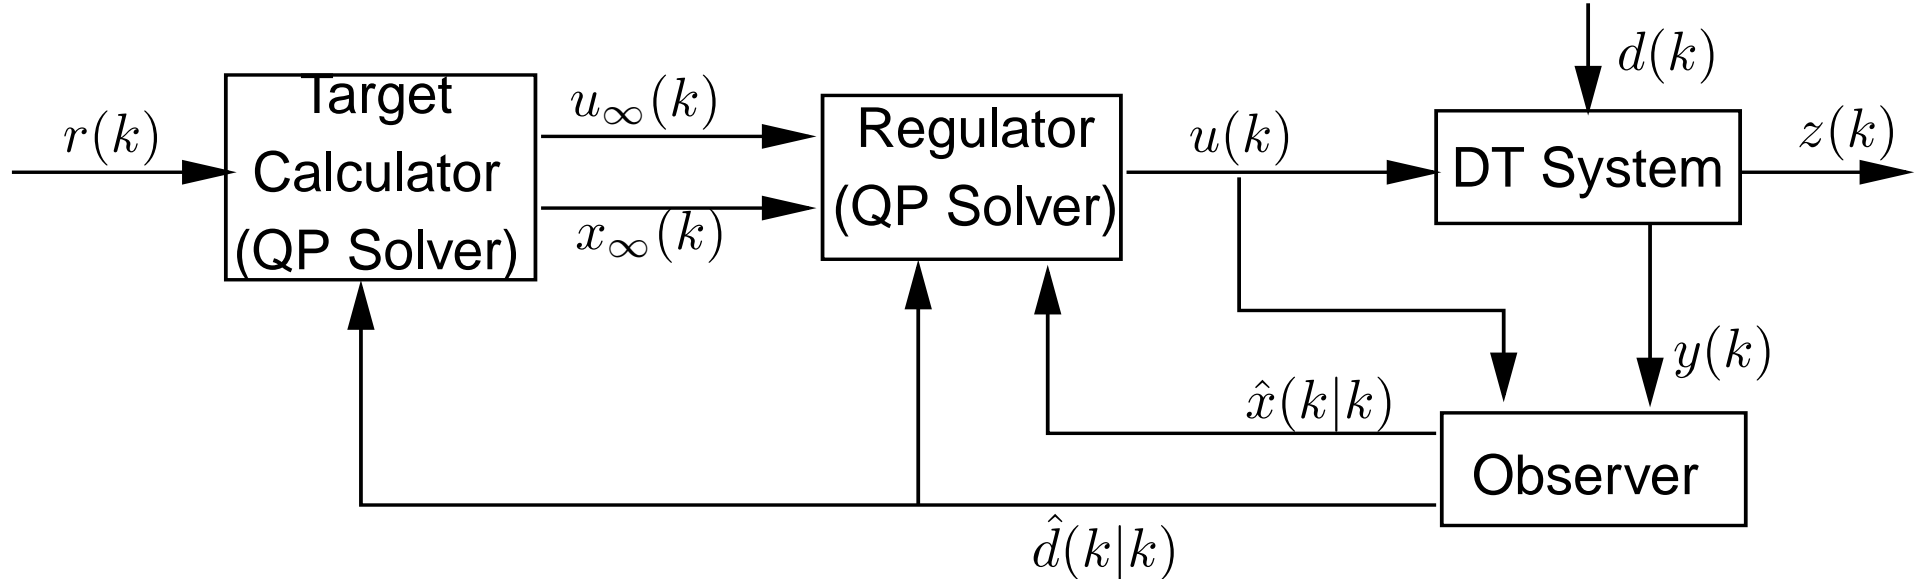 r(k)
Target
Calculator
(QP Solver)
u∞(k)
x∞(k)
Regulator
(QP Solver)
u(k)
d(k)
DT System
z(k)
y(k)
x̂(k|k)
Observer
d̂(k|k)